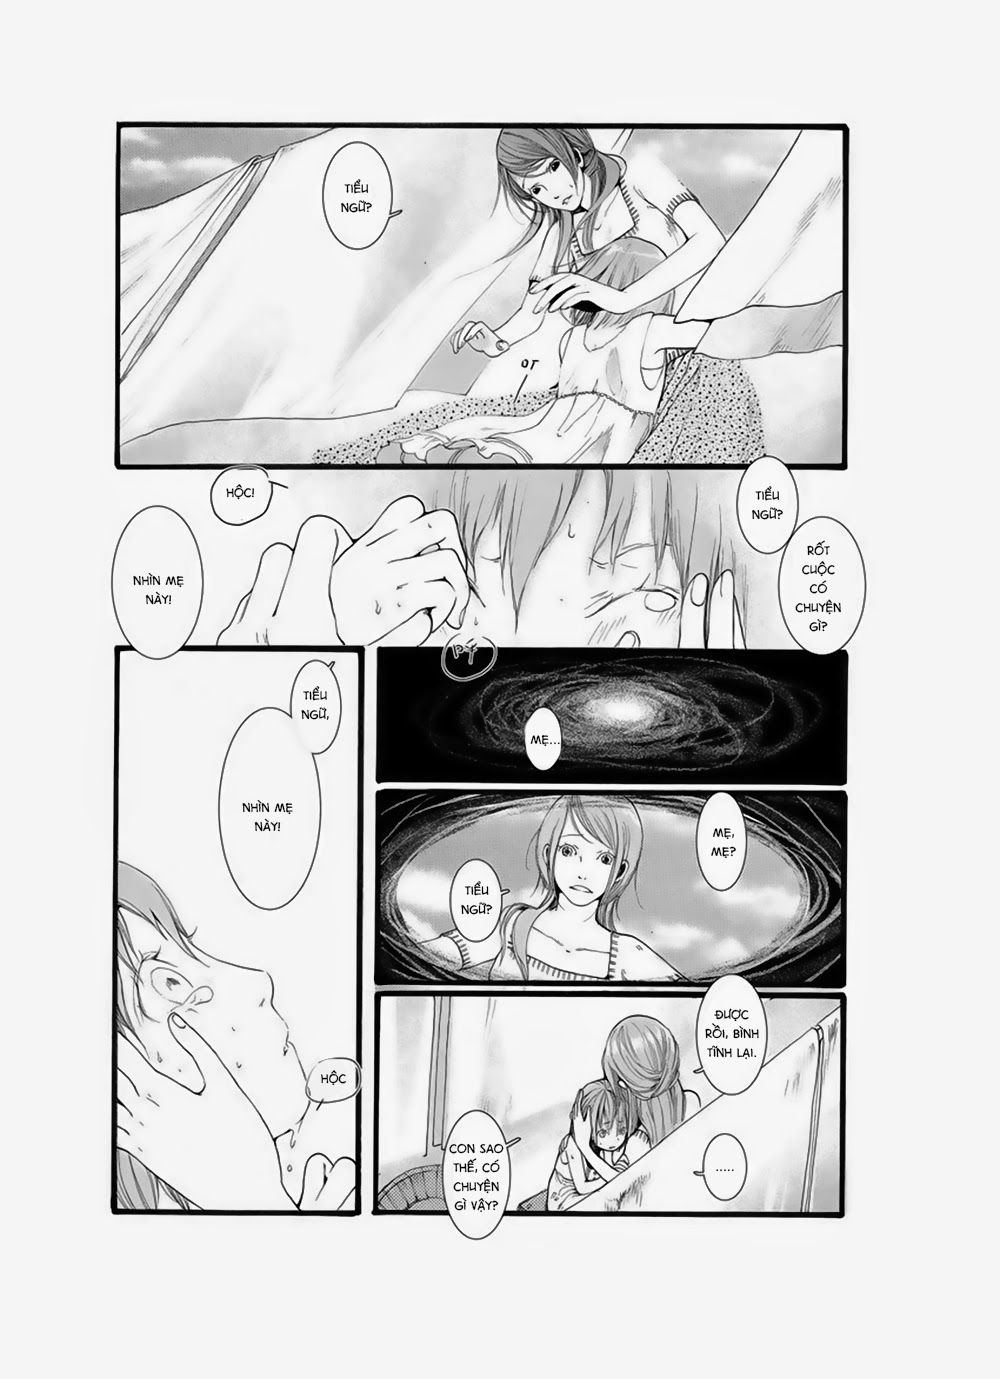 TIỂU
NGỮ?
TIỂU
NGỮ?
RỐT
CUỘC
CÓ
CHUYỆN
GÌ?
HỘC!
NHÌN MẸ
NÀY!
TIỂU
NGỮ,
NHÌN MẸ
NÀY!
HỘC
MẸ...
MẸ,
MẸ?
TIỂU
NGỮ?
ĐƯỢC
RỒI, BÌNH
TĨNH LẠI.
CON SAO
THẾ, CÓ
CHUYỆN
GÌ VẬY?
.....